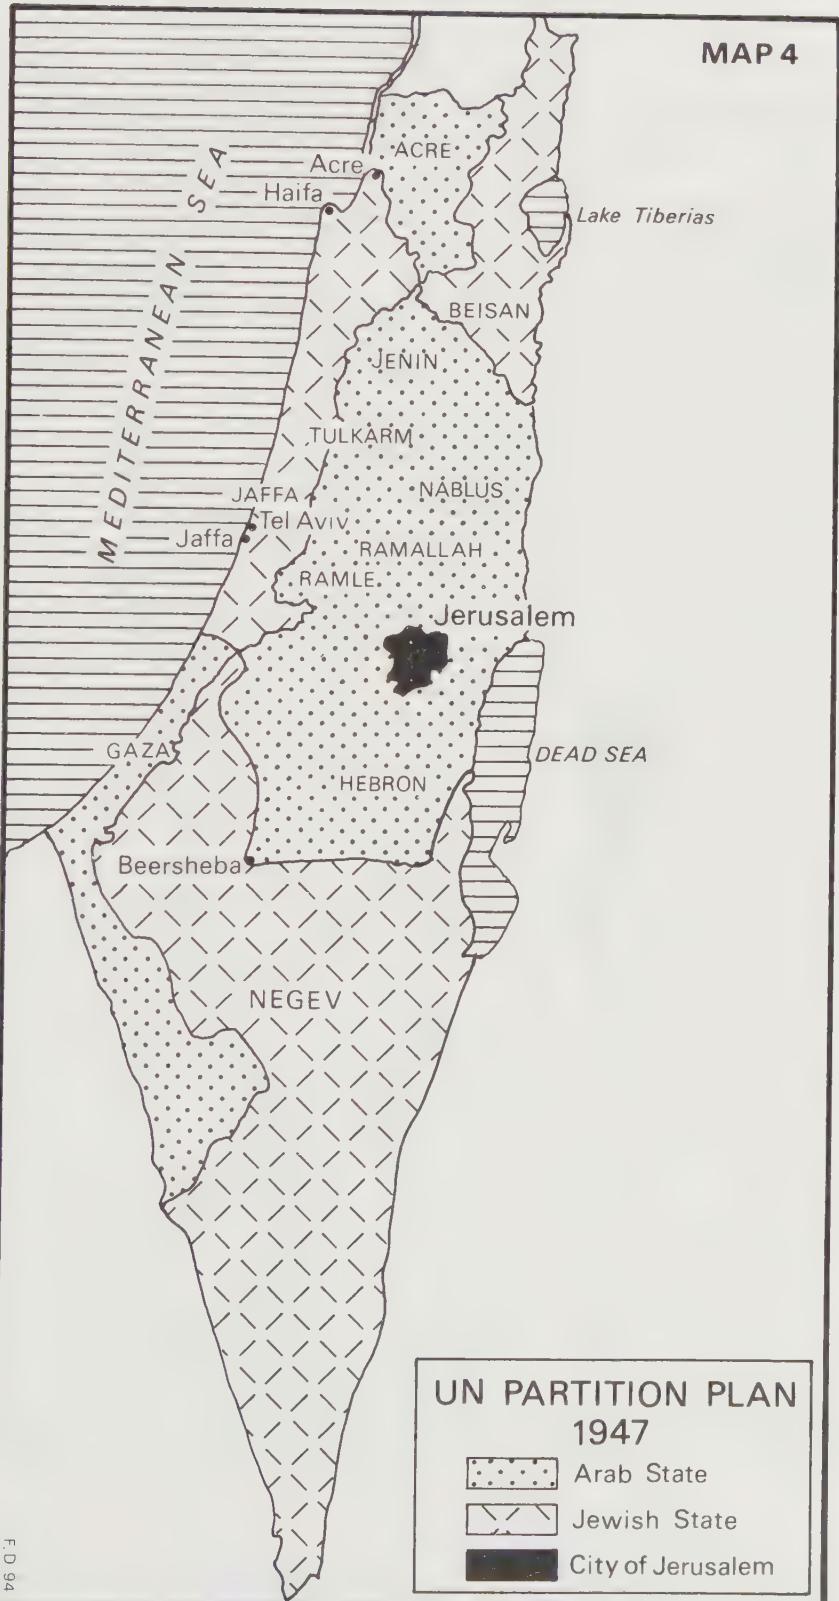 MAP 4
ACRE
Acre
Haifa
MEDITERRANEAN SEA
Lake Tiberias
BEISAN
JENIN
TULKARM
NABLUS
JAFFA
Tel Aviv
Jaffa
RAMALLAH
RAMLE
Jerusalem
GAZA
DEAD SEA
HEBRON
Beersheba
NEGEV
UN PARTITION PLAN
1947
Arab State
Jewish State
City of Jerusalem
F.D 94